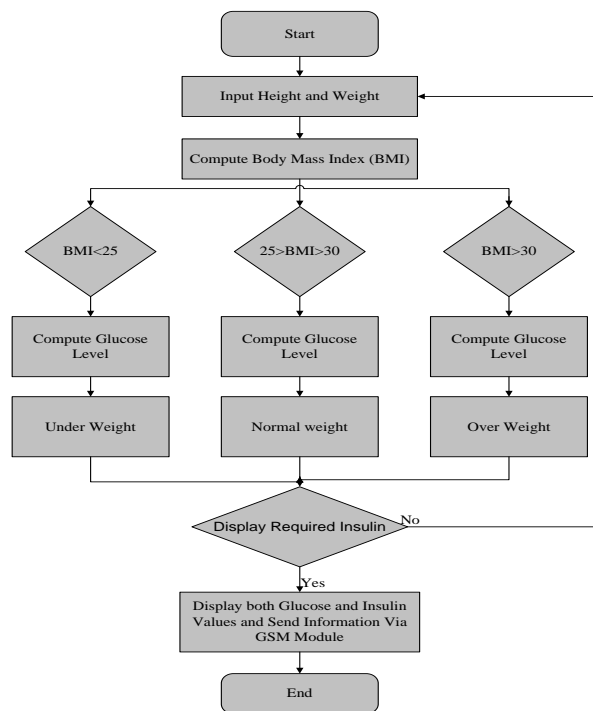 Start
Input Height and Weight
Compute Body Mass Index (BMI)
BMI<25
25>BMI>30
BMI>30
Compute Glucose
Level
Compute Glucose
Level
Compute Glucose
Level
Under Weight
Normal weight
Over Weight
Display Required Insulin
No
Yes
Display both Glucose and Insulin
Values and Send Information Via
GSM Module
End